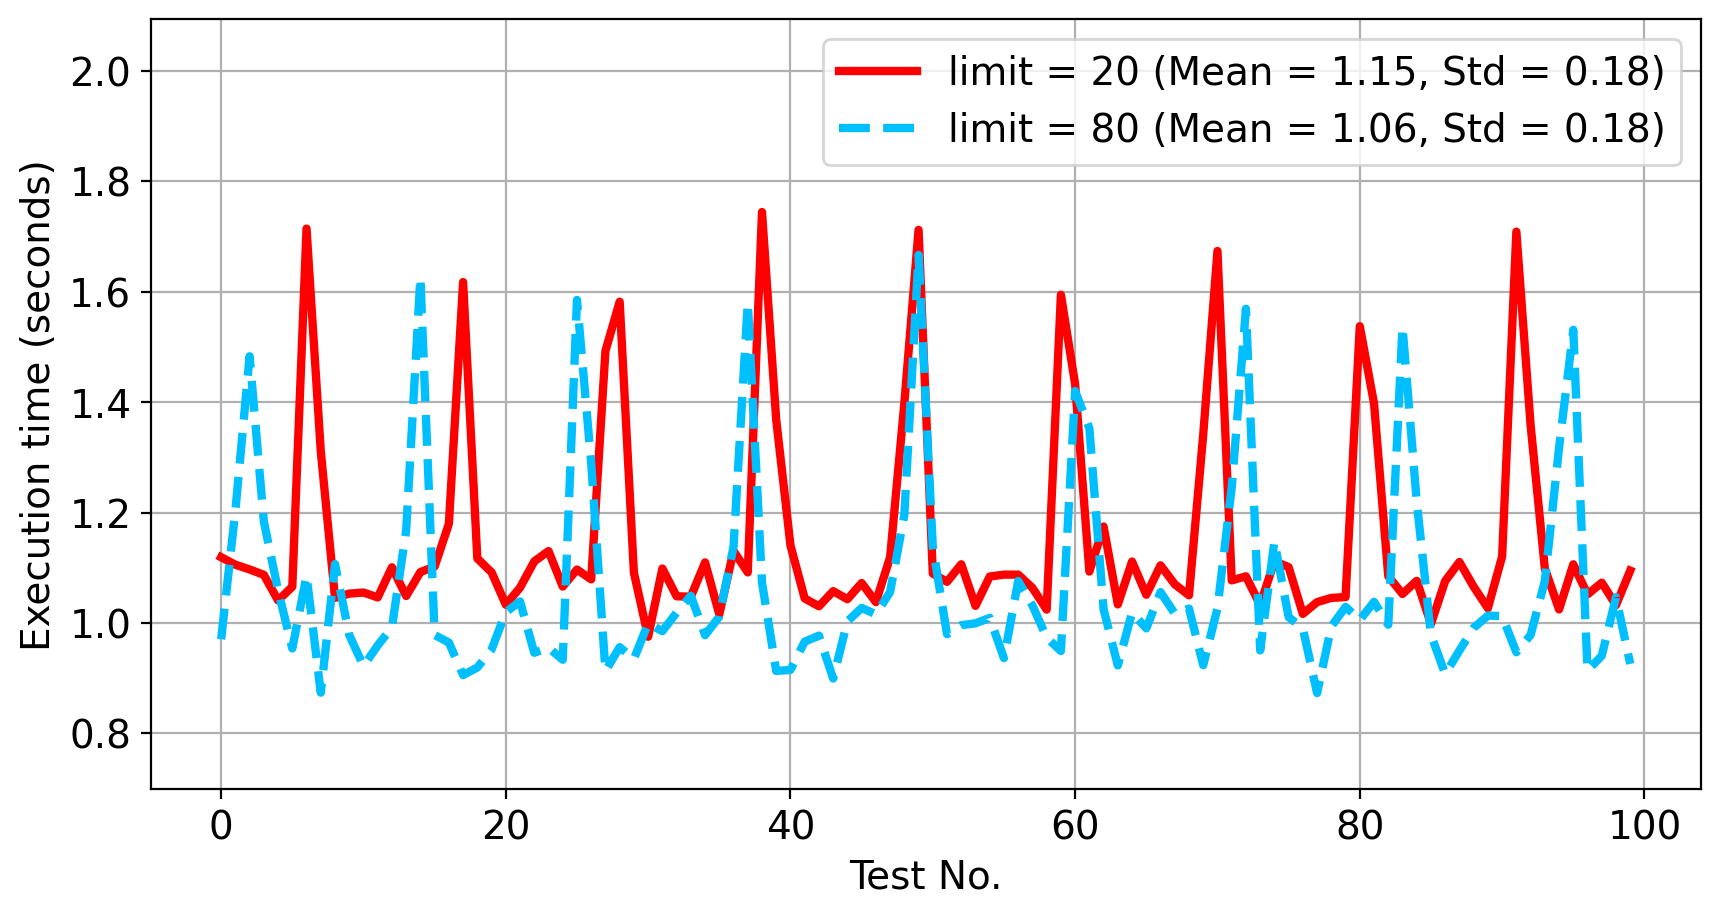 limit = 20 (Mean = 1.15, Std = 0.18)
limit = 80 (Mean = 1.06, Std = 0.18)
Execution time (seconds)
2.0
1.8
1.6
1.4
1.2
1.0
0.8
0 20 40 60 80 100
Test No.